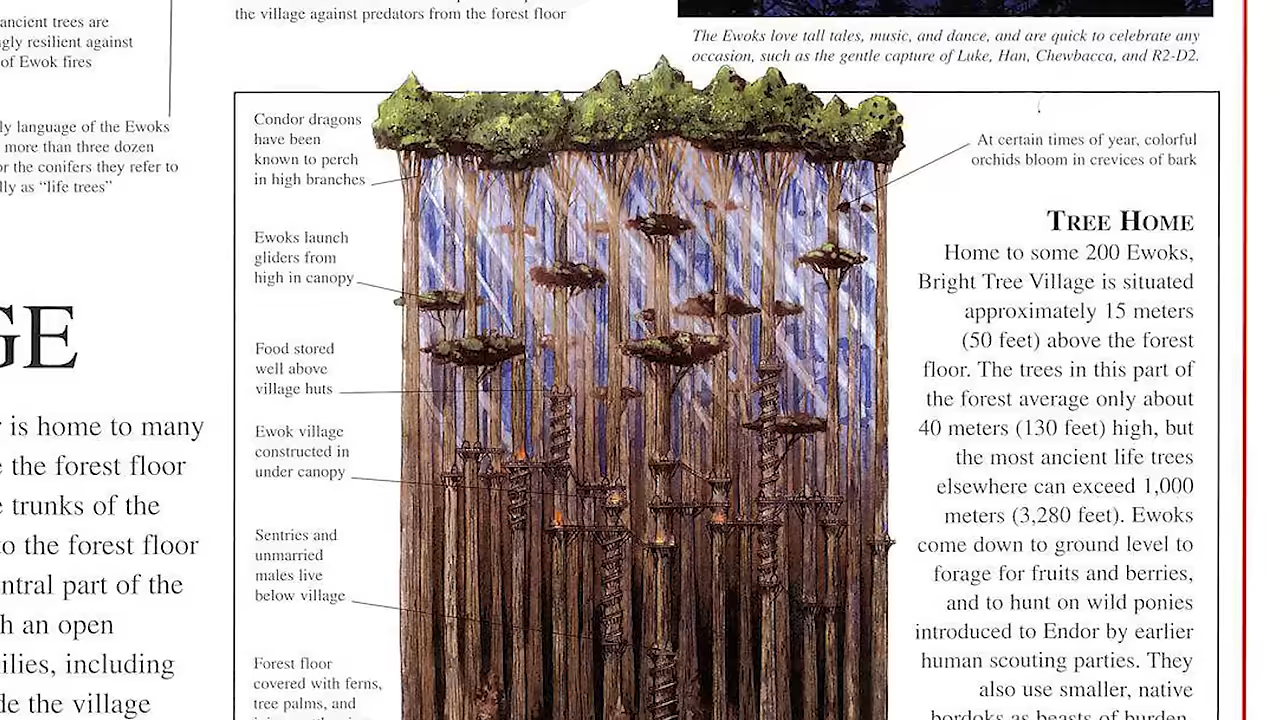 ancient trees are
ngly resilient against
of Ewok fires
ly language of the Ewoks
more than three dozen
or the conifers they refer to
lly as “life trees”
GE
r is home to many
e the forest floor
e trunks of the
to the forest floor
entral part of the
h an open
ilies, including
de the village
the village against predators from the forest floor
The Ewoks love tall tales, music, and dance, and are quick to celebrate any
occasion, such as the gentle capture of Luke, Han, Chewbacca, and R2-D2.
Condor dragons
have been
known to perch
in high branches
Ewoks launch
gliders from
high in canopy
Food stored
well above
village huts
Ewok village
constructed in
under canopy
Sentries and
unmarried
males live
below village
Forest floor
covered with ferns,
tree palms, and
At certain times of year, colorful
orchids bloom in crevices of bark
TREE HOME
Home to some 200 Ewoks,
Bright Tree Village is situated
approximately 15 meters
(50 feet) above the forest
floor. The trees in this part of
the forest average only about
40 meters (130 feet) high, but
the most ancient life trees
elsewhere can exceed 1,000
meters (3,280 feet). Ewoks
come down to ground level to
forage for fruits and berries,
and to hunt on wild ponies
introduced to Endor by earlier
human scouting parties. They
also use smaller, native
bordoks as beasts of burden.